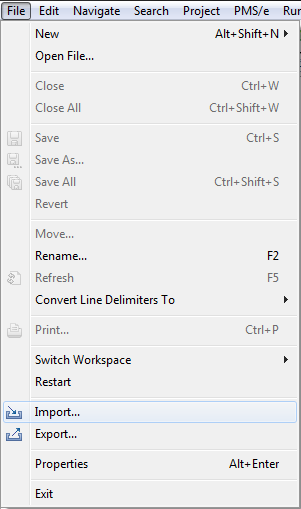 File Edit Navigate Search Project PMS/e
New Alt+Shift+N
Open File...
Close Ctrl+W
Close All Ctrl+Shift+W
Save Ctrl+S
Save As...
Save All Ctrl+Shift+S
Revert
Move...
Rename... F2
Refresh F5
Convert Line Delimiters To
Print... Ctrl+P
Switch Workspace
Restart
Import...
Export...
Properties Alt+Enter
Exit